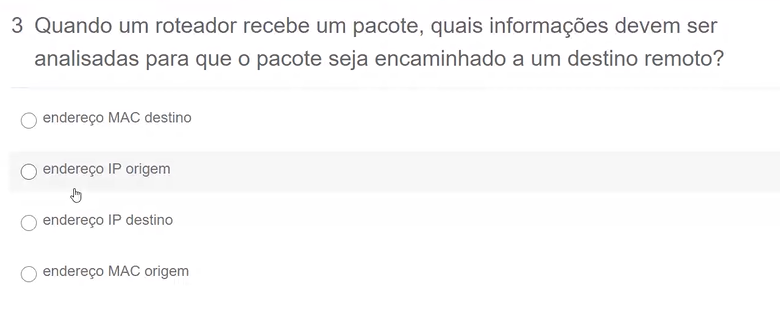 3 Quando um roteador recebe um pacote, quais informações devem ser
analisadas para que o pacote seja encaminhado a um destino remoto?
endereço MAC destino
endereço IP origem
endereço IP destino
endereço MAC origem